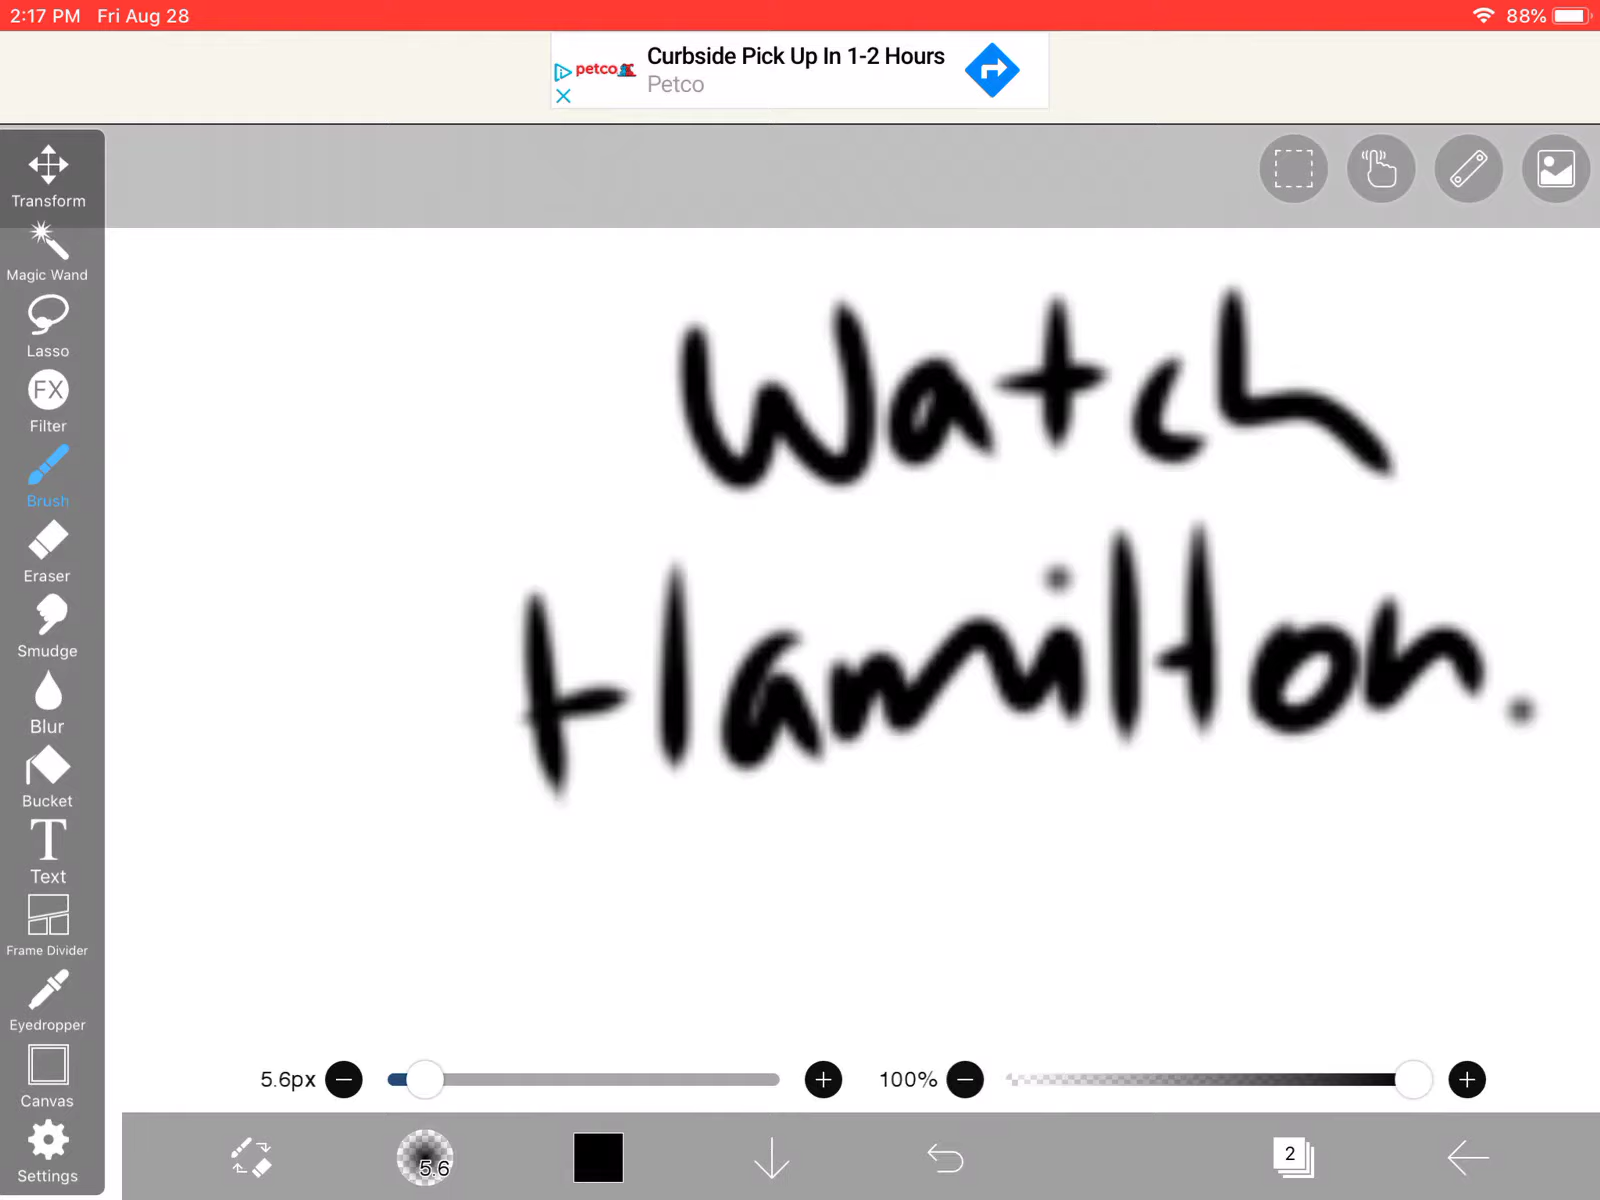 2:17 PM Fri Aug 28 88%
petco Curbside Pick Up In 1-2 Hours
Petco
Transform
Magic Wand
Lasso
FX
Filter
Brush
Eraser
Smudge
Blur
Bucket
T
Text
Frame Divider
Eyedropper
Canvas
Settings
Watch
Hamilton.
5.6px 100%
5.6 2